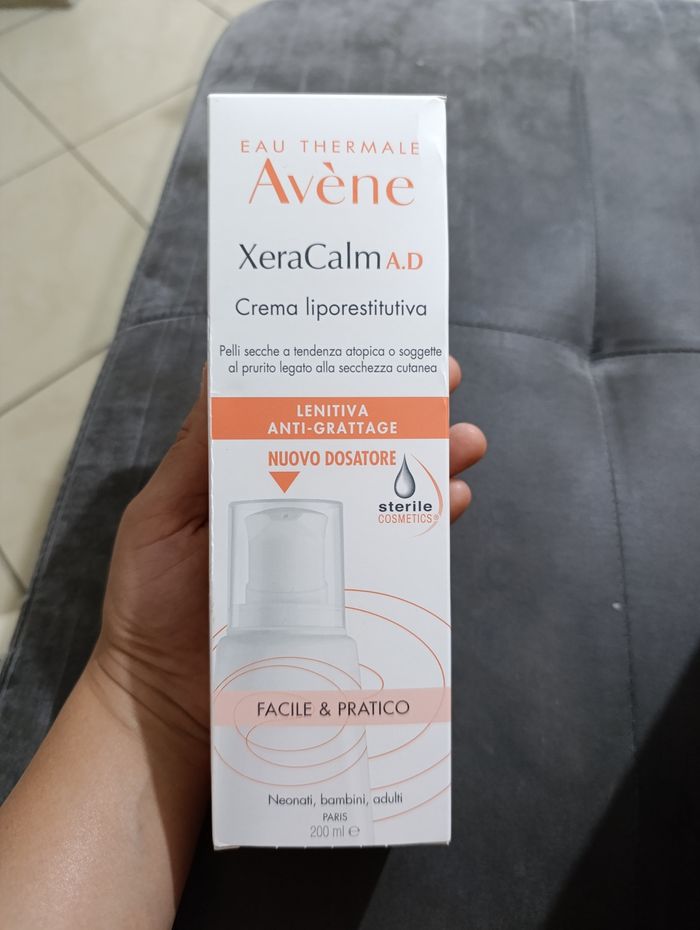 EAU THERMALE
Avène
XeraCalm A.D
Crema liporestitutiva
Pelli secche a tendenza atopica o soggette
al prurito legato alla secchezza cutanea
LENITIVA
ANTI-GRATTAGE
NUOVO DOSATORE
sterile
COSMETICS®
FACILE & PRATICO
Neonati, bambini, adulti
PARIS
200 ml ℮